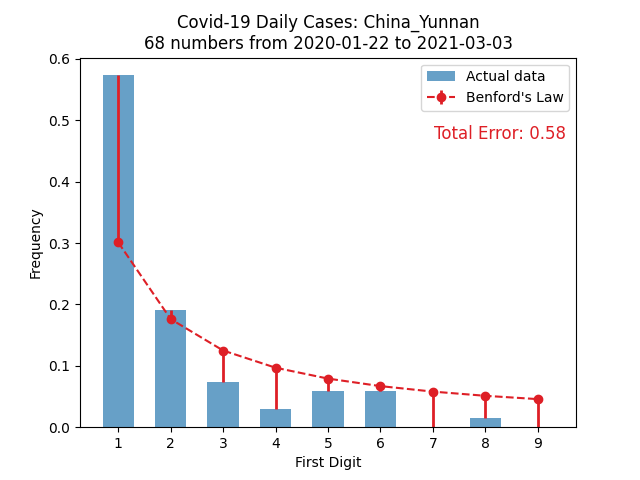 Covid-19 Daily Cases: China_Yunnan
68 numbers from 2020-01-22 to 2021-03-03
Actual data
Benford's Law
Total Error: 0.58
Frequency
0.6
0.5
0.4
0.3
0.2
0.1
0.0
1 2 3 4 5 6 7 8 9
First Digit